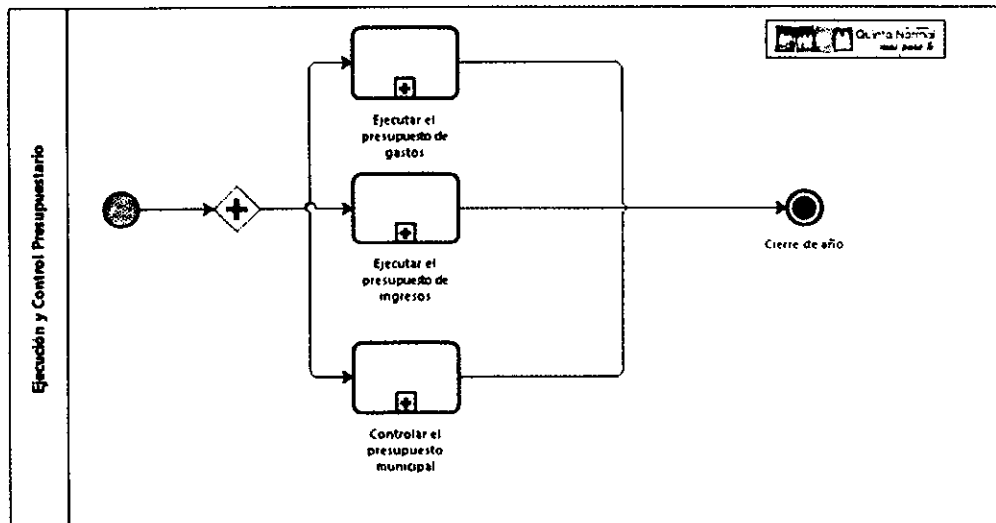 Quinta Normal
Ejecutar el
presupuesto de
gastos
Ejecución y Control Presupuestario
Cierre de año
Ejecutar el
presupuesto de
ingresos
Controlar el
presupuesto
municipal